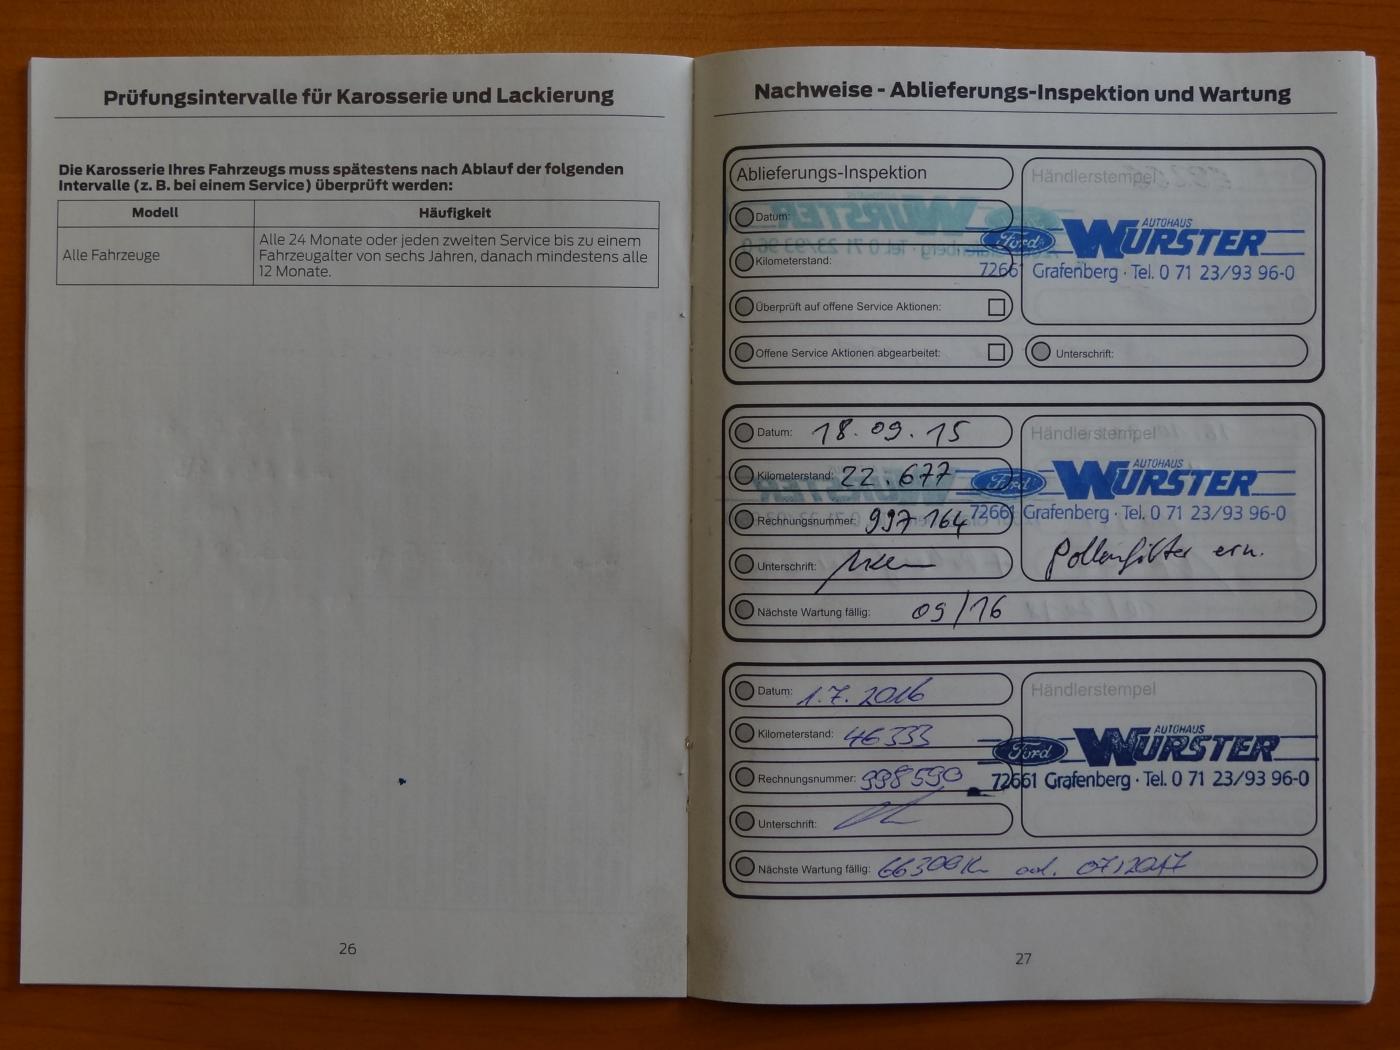 Prüfungsintervalle für Karosserie und Lackierung
Die Karosserie Ihres Fahrzeugs muss spätestens nach Ablauf der folgenden
Intervalle (z. B. bei einem Service) überprüft werden:
Modell
Häufigkeit
Alle Fahrzeuge
Alle 24 Monate oder jeden zweiten Service bis zu einem
Fahrzeugalter von sechs Jahren, danach mindestens alle
12 Monate.
26
Nachweise - Ablieferungs-Inspektion und Wartung
Ablieferungs-Inspektion
Datum:
Kilometerstand:
Überprüft auf offene Service Aktionen:
Offene Service Aktionen abgearbeitet:
Händlerstempel
Ford AUTOHAUS WURSTER
72661 Grafenberg · Tel. 0 71 23/93 96-0
Unterschrift:
Datum: 18.09.15
Kilometerstand: 22.677
Rechnungsnummer: 997 164
Unterschrift:
Nächste Wartung fällig: 09/16
Händlerstempel
Ford AUTOHAUS WURSTER
72661 Grafenberg · Tel. 0 71 23/93 96-0
Pollenfilter ern.
Datum: 1.7.2016
Kilometerstand: 46333
Rechnungsnummer: 998590
Unterschrift:
Nächste Wartung fällig: 66300 Km od. 07/2017
Händlerstempel
Ford AUTOHAUS WURSTER
72661 Grafenberg · Tel. 0 71 23/93 96-0
27